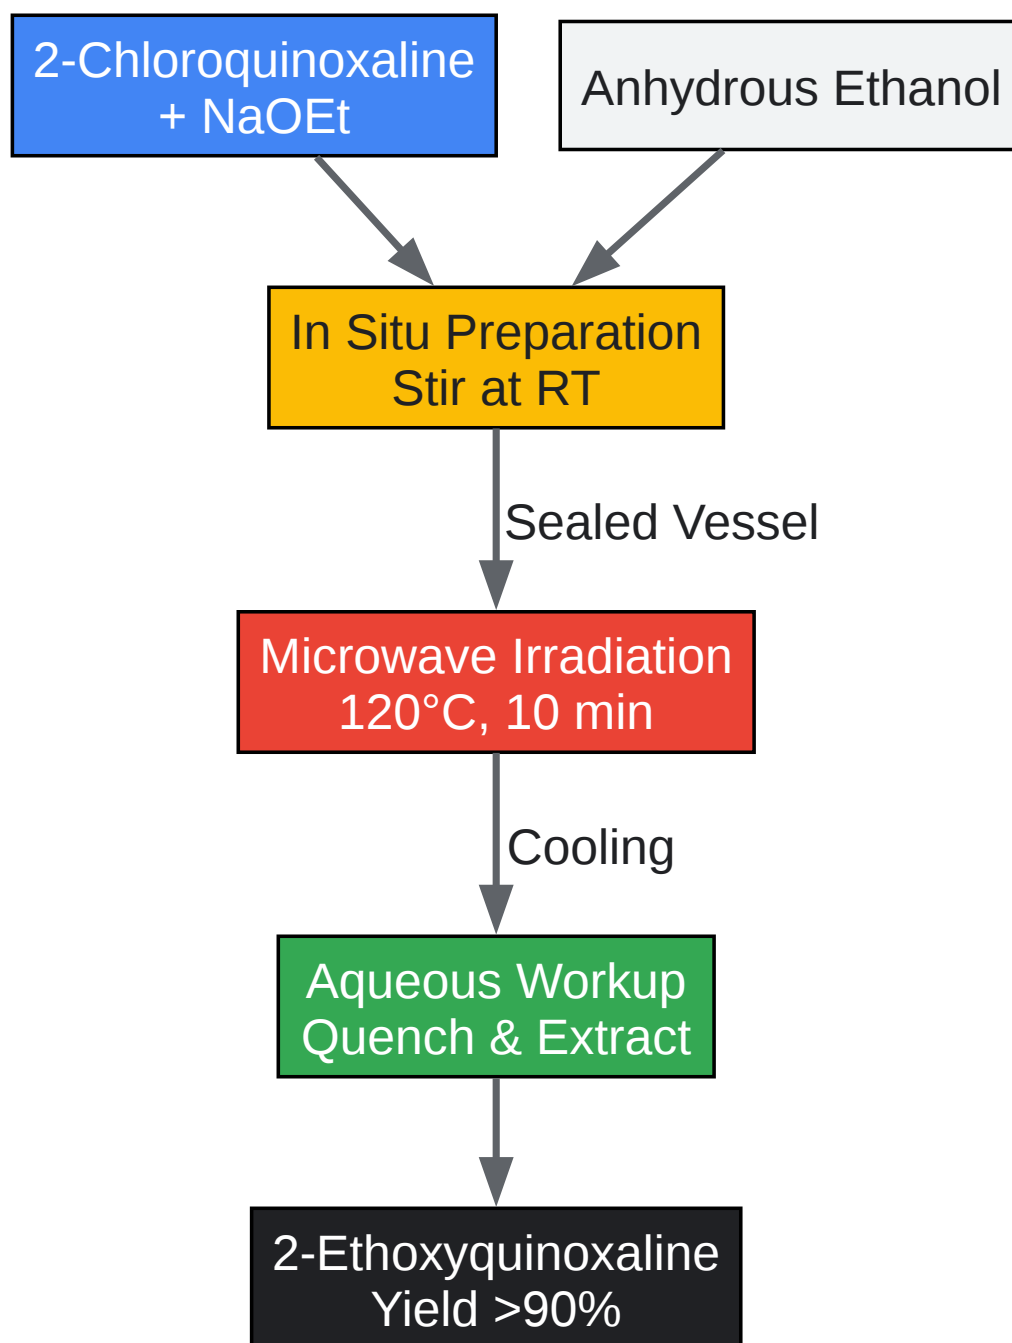 2-Chloroquinoxaline
+ NaOEt
Anhydrous Ethanol
In Situ Preparation
Stir at RT
Sealed Vessel
Microwave Irradiation
120°C, 10 min
Cooling
Aqueous Workup
Quench & Extract
2-Ethoxyquinoxaline
Yield >90%